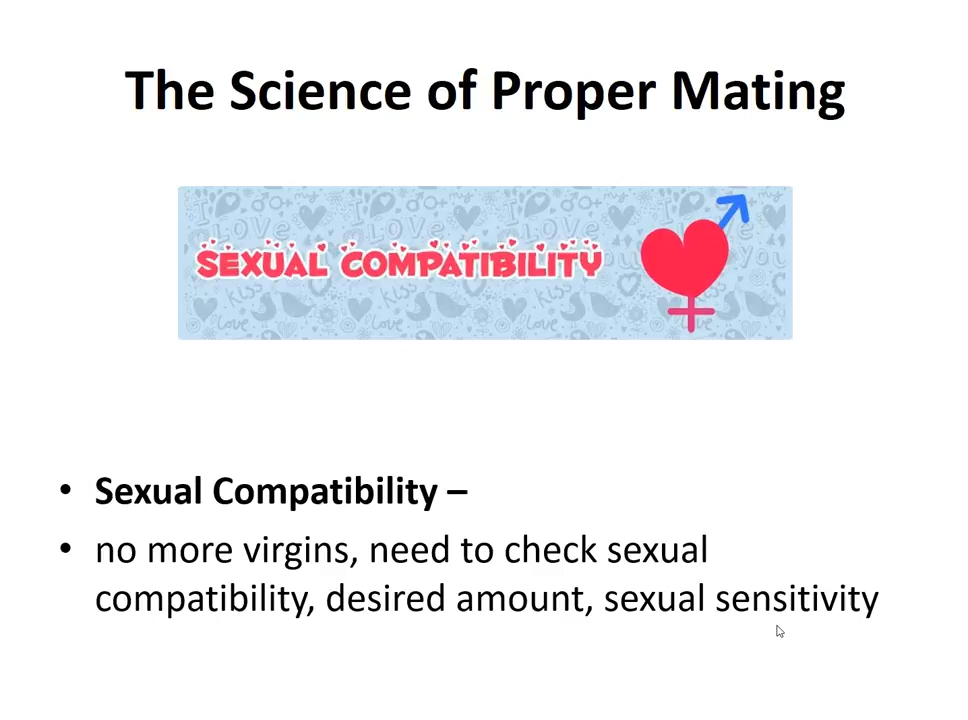 The Science of Proper Mating
SEXUAL COMPATIBILITY
• Sexual Compatibility –
• no more virgins, need to check sexual
compatibility, desired amount, sexual sensitivity